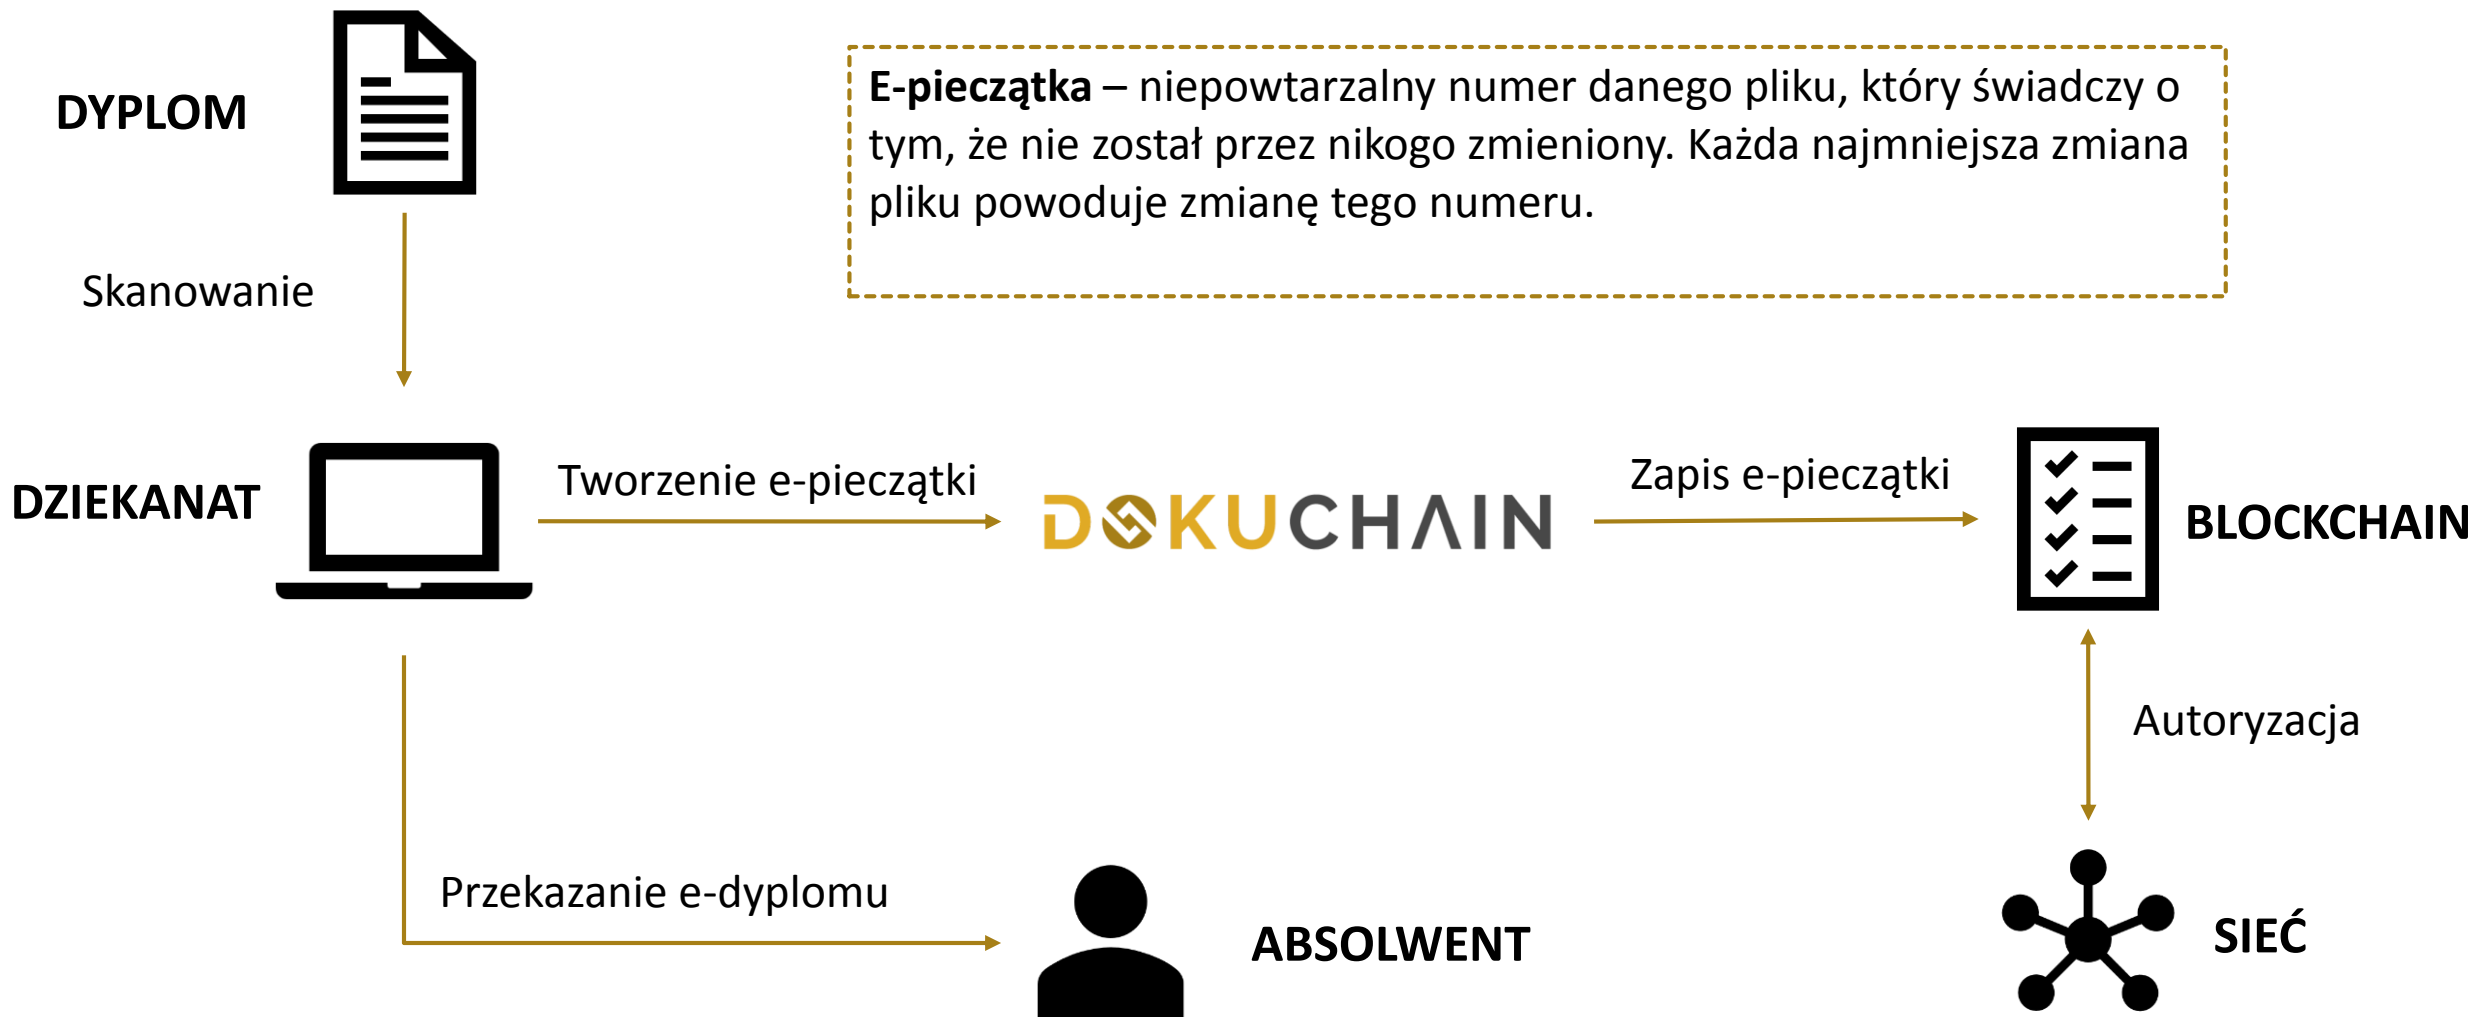 DYPLOM
E-pieczątka – niepowtarzalny numer danego pliku, który świadczy o
tym, że nie został przez nikogo zmieniony. Każda najmniejsza zmiana
pliku powoduje zmianę tego numeru.
Skanowanie
DZIEKANAT
Tworzenie e-pieczątki
DOKUCHAIN
Zapis e-pieczątki
BLOCKCHAIN
Autoryzacja
Przekazanie e-dyplomu
ABSOLWENT
SIEĆ